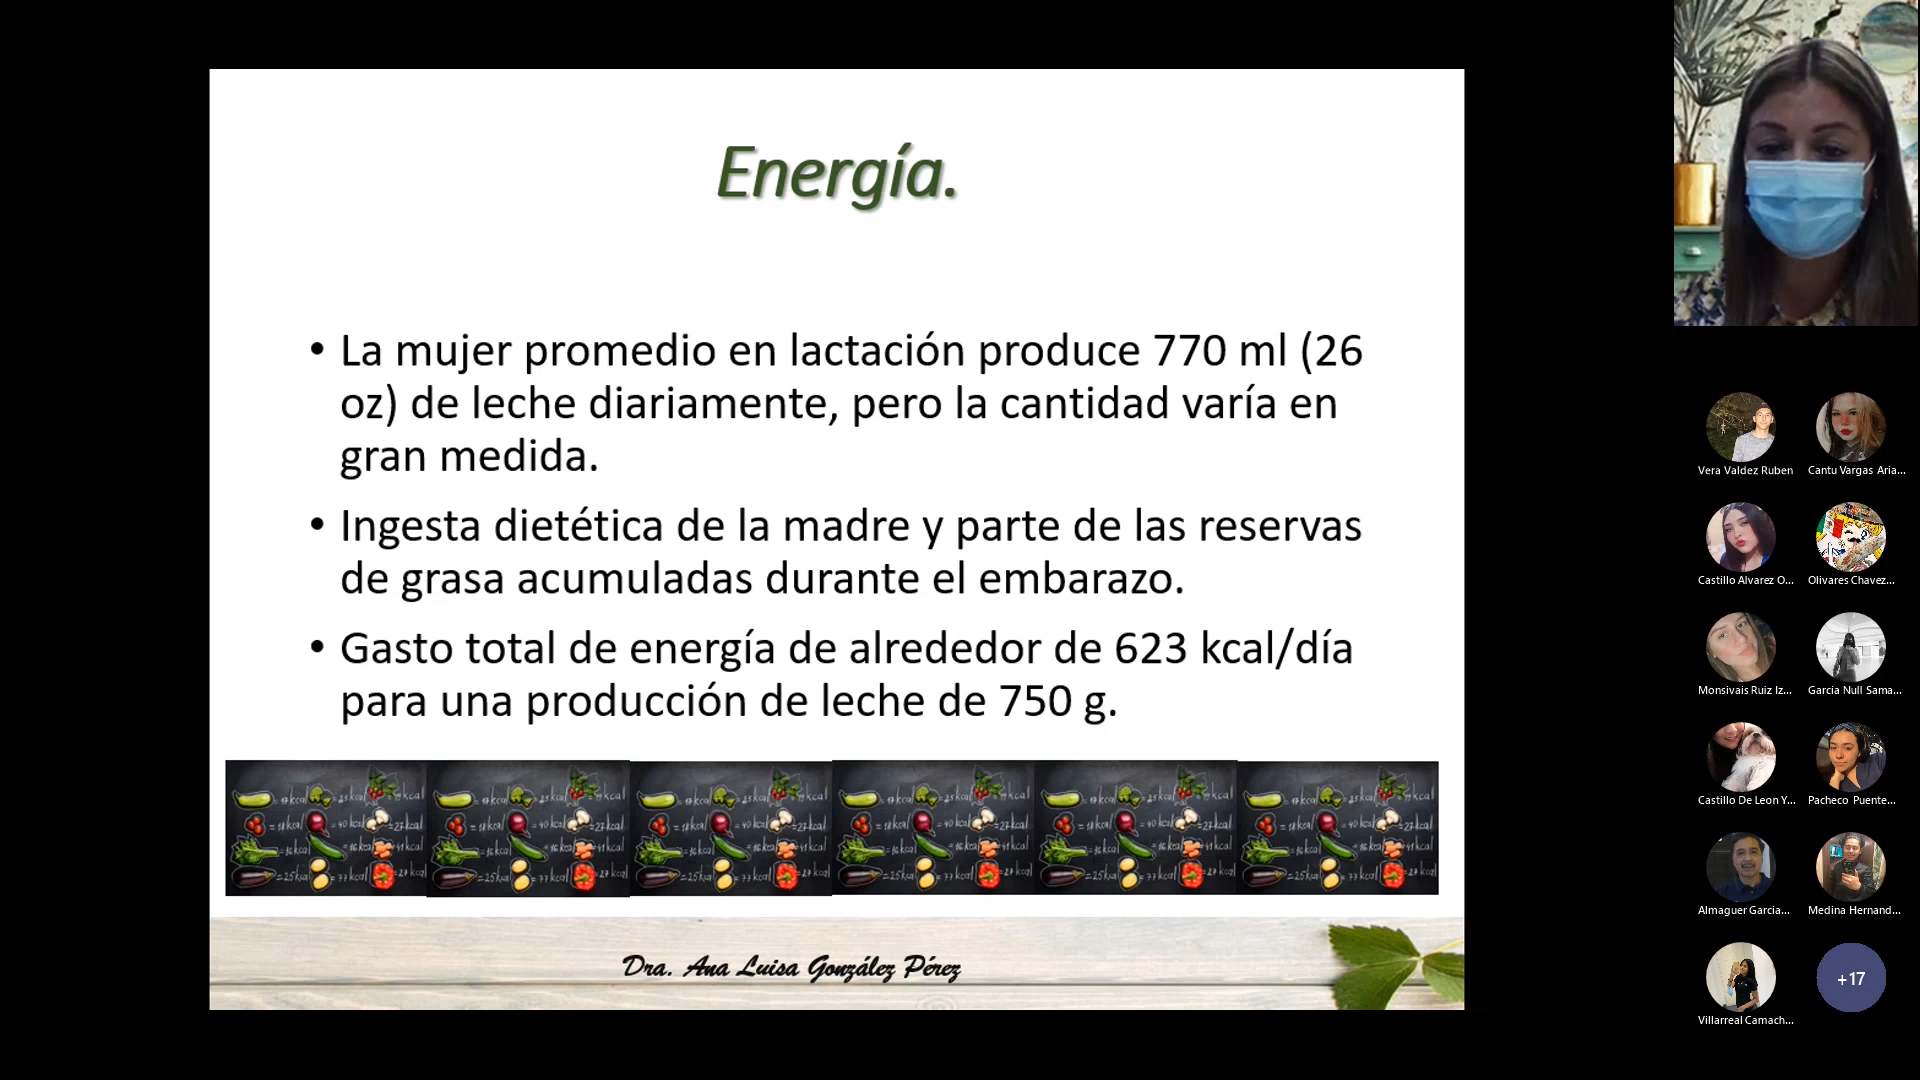 Energía.
• La mujer promedio en lactación produce 770 ml (26
oz) de leche diariamente, pero la cantidad varía en
gran medida.
• Ingesta dietética de la madre y parte de las reservas
de grasa acumuladas durante el embarazo.
• Gasto total de energía de alrededor de 623 kcal/día
para una producción de leche de 750 g.
Dra. Ana Luisa González Pérez
Vera Valdez Ruben
Cantu Vargas Aria...
Castillo Alvarez O...
Olivares Chavez...
Monsivais Ruiz Iz...
Garcia Null Sama...
Castillo De Leon Y...
Pacheco Puente...
Almaguer Garcia...
Medina Hernand...
Villarreal Camach...
+17